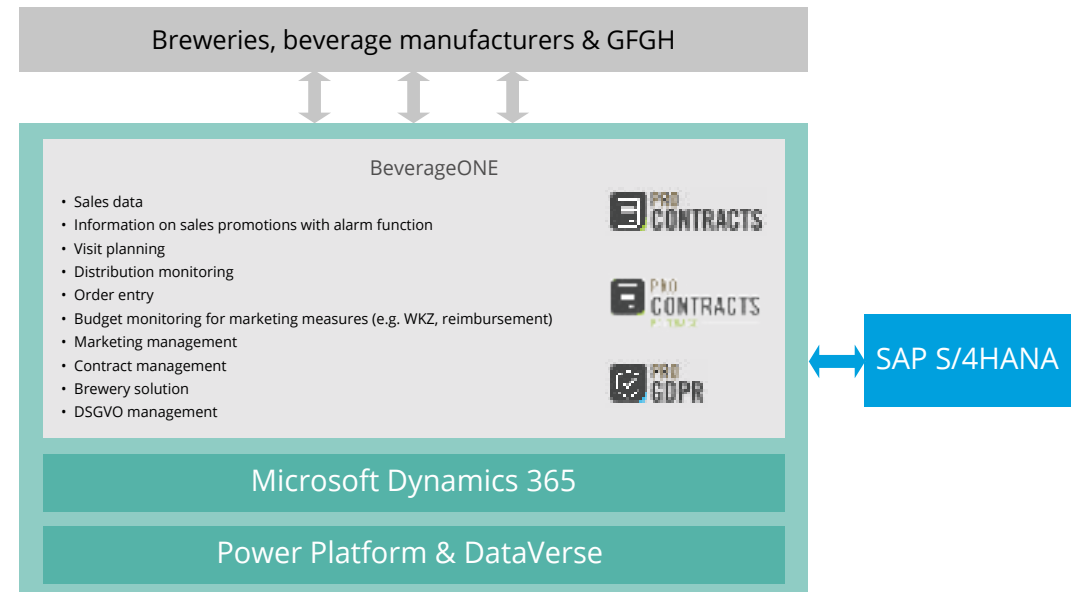 Breweries, beverage manufacturers & GFGH
BeverageONE
• Sales data
• Information on sales promotions with alarm function
• Visit planning
• Distribution monitoring
• Order entry
• Budget monitoring for marketing measures (e.g. WKZ, reimbursement)
• Marketing management
• Contract management
• Brewery solution
• DSGVO management
PRO
CONTRACTS
PRO
CONTRACTS
PRO
GDPR
SAP S/4HANA
Microsoft Dynamics 365
Power Platform & DataVerse